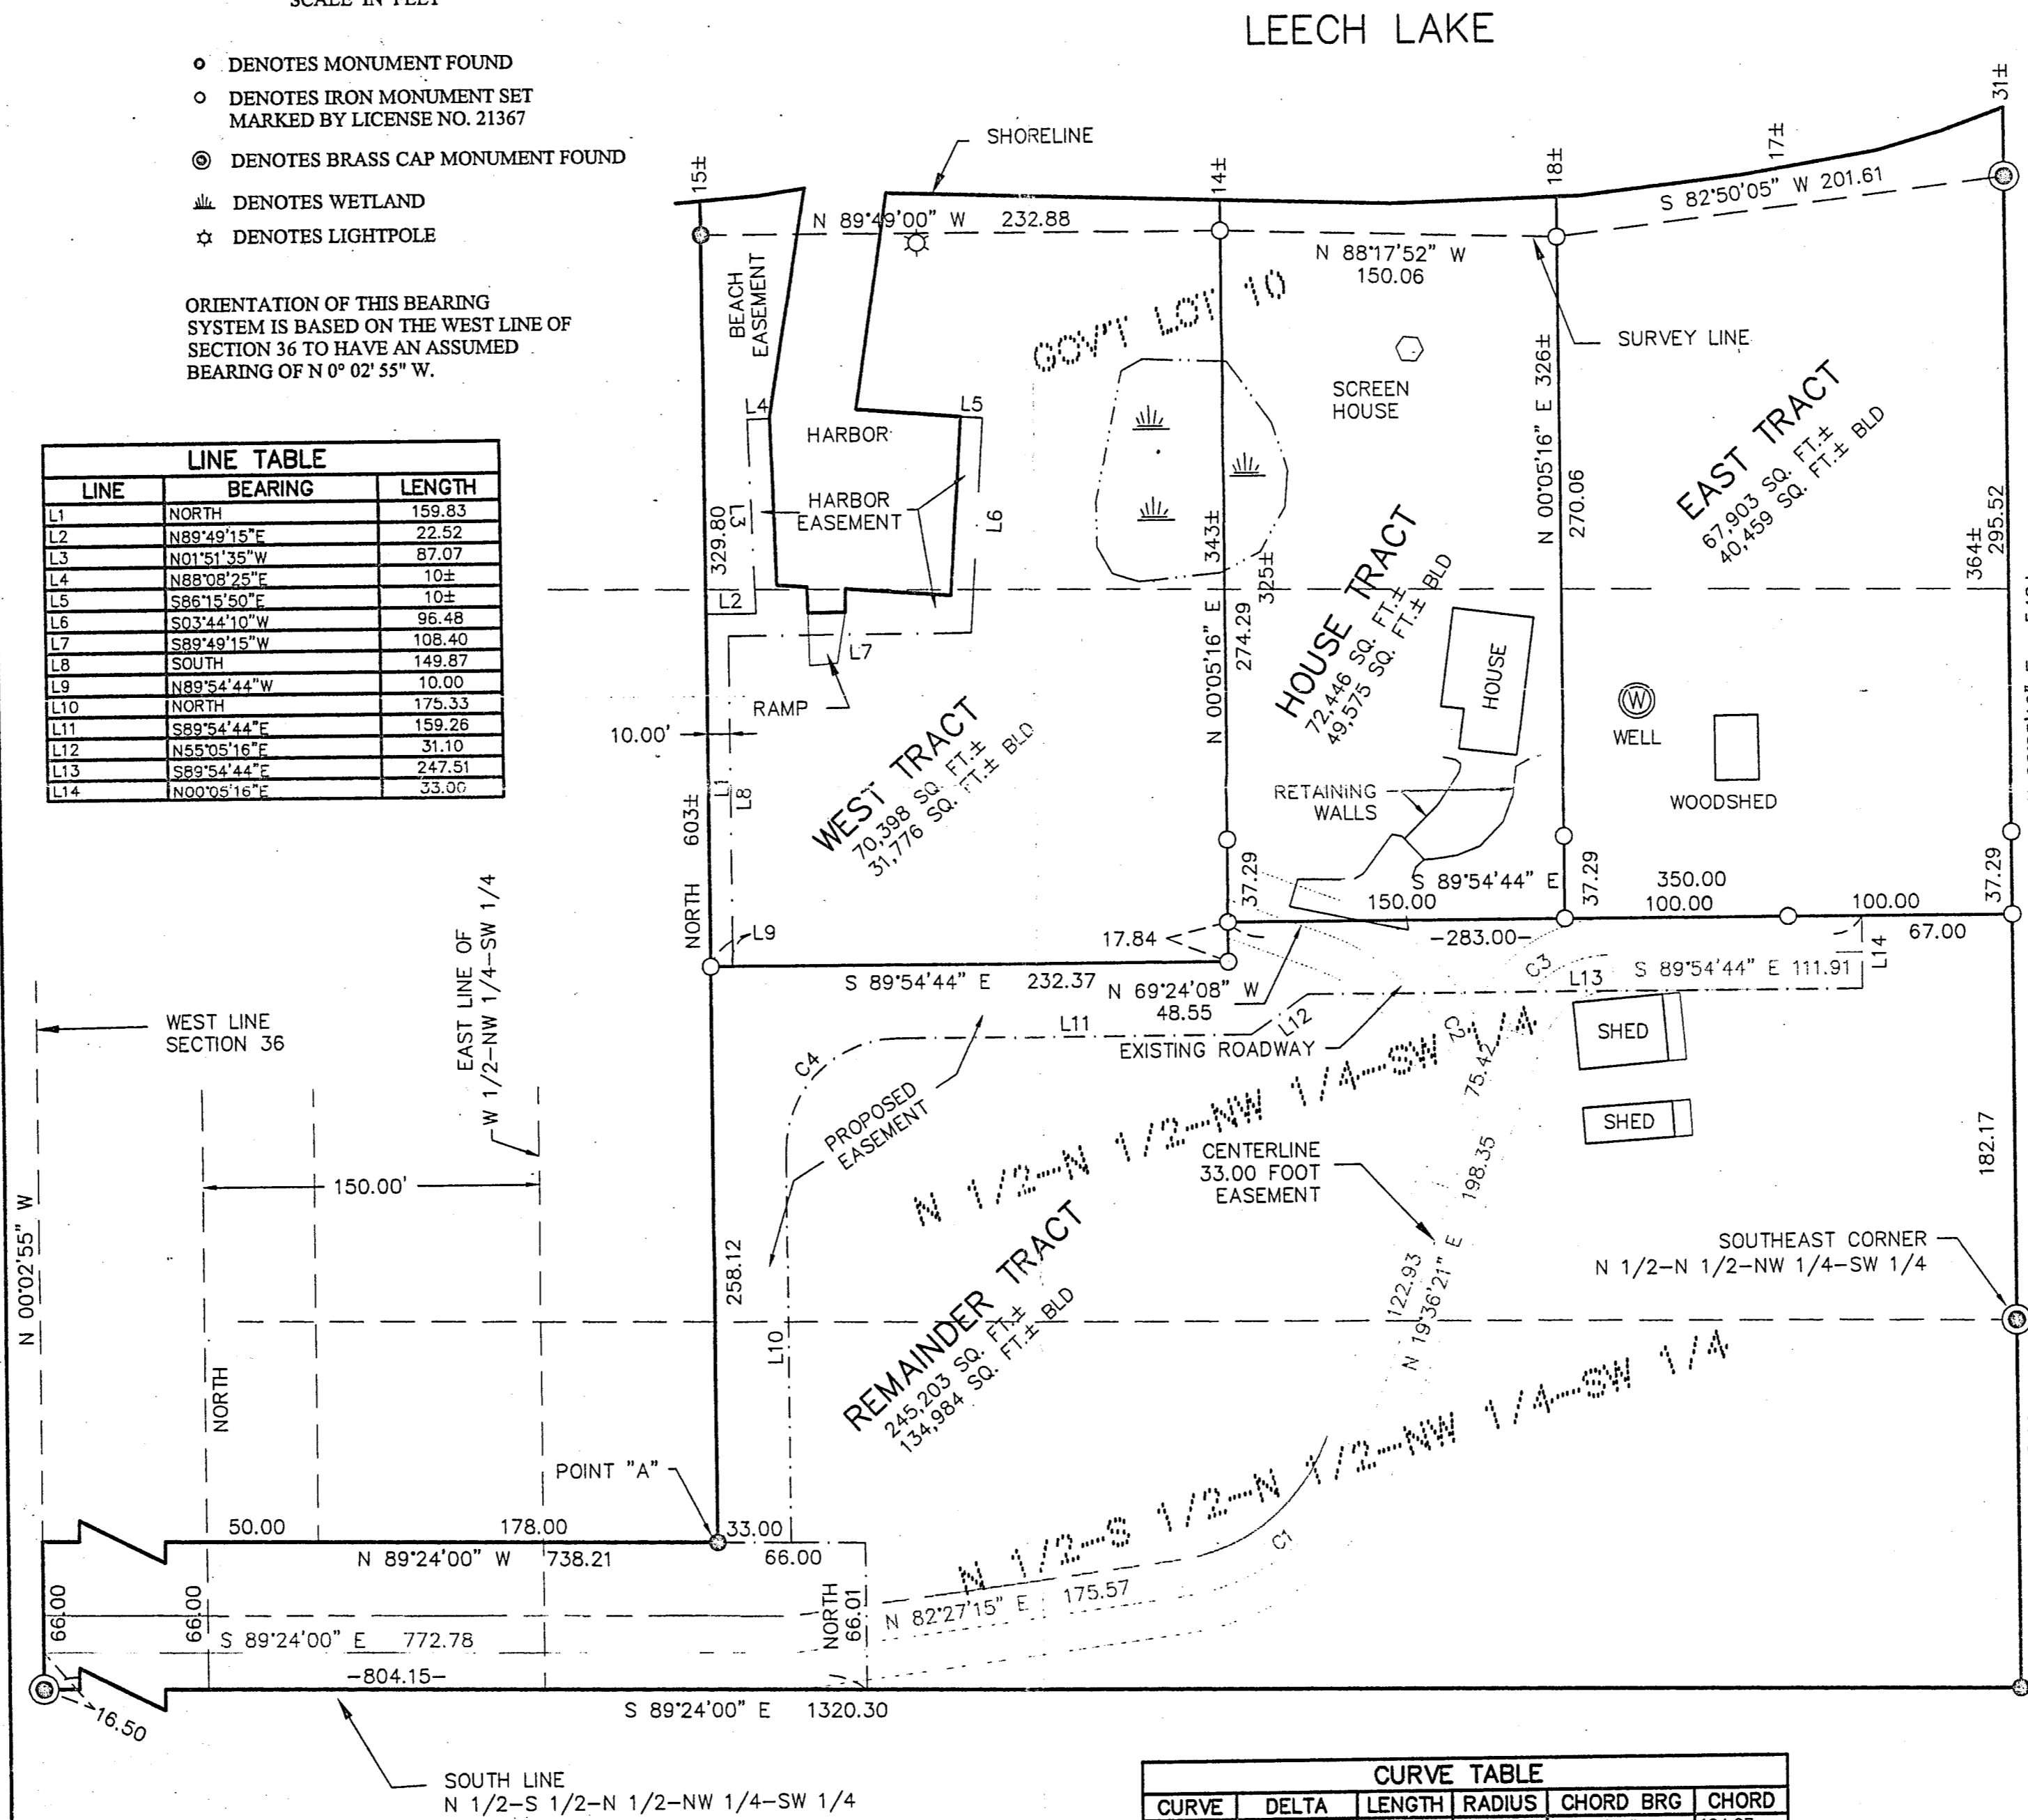 SCALE IN FEET
LEECH LAKE
DENOTES MONUMENT FOUND
DENOTES IRON MONUMENT SET
MARKED BY LICENSE NO. 21367
DENOTES BRASS CAP MONUMENT FOUND
DENOTES WETLAND
DENOTES LIGHTPOLE
ORIENTATION OF THIS BEARING
SYSTEM IS BASED ON THE WEST LINE OF
SECTION 36 TO HAVE AN ASSUMED
BEARING OF N 0° 02' 55" W.
LINE TABLE
LINE BEARING LENGTH
L1 NORTH 159.83
L2 N89°49'15"E 22.52
L3 N01°51'35"W 87.07
L4 N88°08'25"E 10±
L5 S86°15'50"E 10±
L6 S03°44'10"W 96.48
L7 S89°49'15"W 108.40
L8 SOUTH 149.87
L9 N89°54'44"W 10.00
L10 NORTH 175.33
L11 S89°54'44"E 159.26
L12 N55°05'16"E 31.10
L13 S89°54'44"E 247.51
L14 N00°05'16"E 33.00
SHORELINE
15±
14±
18±
17±
31±
N 89°49'00" W 232.88
N 88°17'52" W
150.06
S 82°50'05" W 201.61
BEACH
EASEMENT
GOV'T LOT 10
SURVEY LINE
SCREEN
HOUSE
L4
L5
HARBOR
HARBOR
EASEMENT
L3
L6
329.80
L2
L7
RAMP
10.00'
L1
L8
NORTH 603±
L9
WEST TRACT
70,398 SQ. FT.±
31,776 SQ. FT.± BLD
N 00°05'16" E 343±
274.29
325±
HOUSE TRACT
72,446 SQ. FT.±
49,575 SQ. FT.± BLD
HOUSE
N 00°05'16" E 326±
270.06
EAST TRACT
67,903 SQ. FT.±
40,459 SQ. FT.± BLD
364±
295.52
W
WELL
WOODSHED
RETAINING
WALLS
37.29
S 89°54'44" E
37.29
350.00
37.29
150.00
100.00
100.00
17.84
-283.00-
67.00
S 89°54'44" E 232.37
N 69°24'08" W
48.55
C3
L13
S 89°54'44" E 111.91
L14
L11
L12
EXISTING ROADWAY
C4
C2
SHED
SHED
75.42
198.35
PROPOSED
EASEMENT
N 1/2-N 1/2-NW 1/4-SW 1/4
CENTERLINE
33.00 FOOT
EASEMENT
122.93
N 19°36'21" E
182.17
SOUTHEAST CORNER
N 1/2-N 1/2-NW 1/4-SW 1/4
WEST LINE
SECTION 36
EAST LINE OF
W 1/2-NW 1/4-SW 1/4
150.00'
N 00°02'55" W
NORTH
258.12
L10
REMAINDER TRACT
245,203 SQ. FT.±
134,984 SQ. FT.± BLD
N 1/2-S 1/2-N 1/2-NW 1/4-SW 1/4
POINT "A"
50.00
178.00
33.00
N 89°24'00" W 738.21
66.00
C1
66.00
66.00
NORTH
66.01
N 82°27'15" E 175.57
S 89°24'00" E 772.78
-804.15-
16.50
S 89°24'00" E 1320.30
SOUTH LINE
N 1/2-S 1/2-N 1/2-NW 1/4-SW 1/4
CURVE TABLE
CURVE DELTA LENGTH RADIUS CHORD BRG CHORD